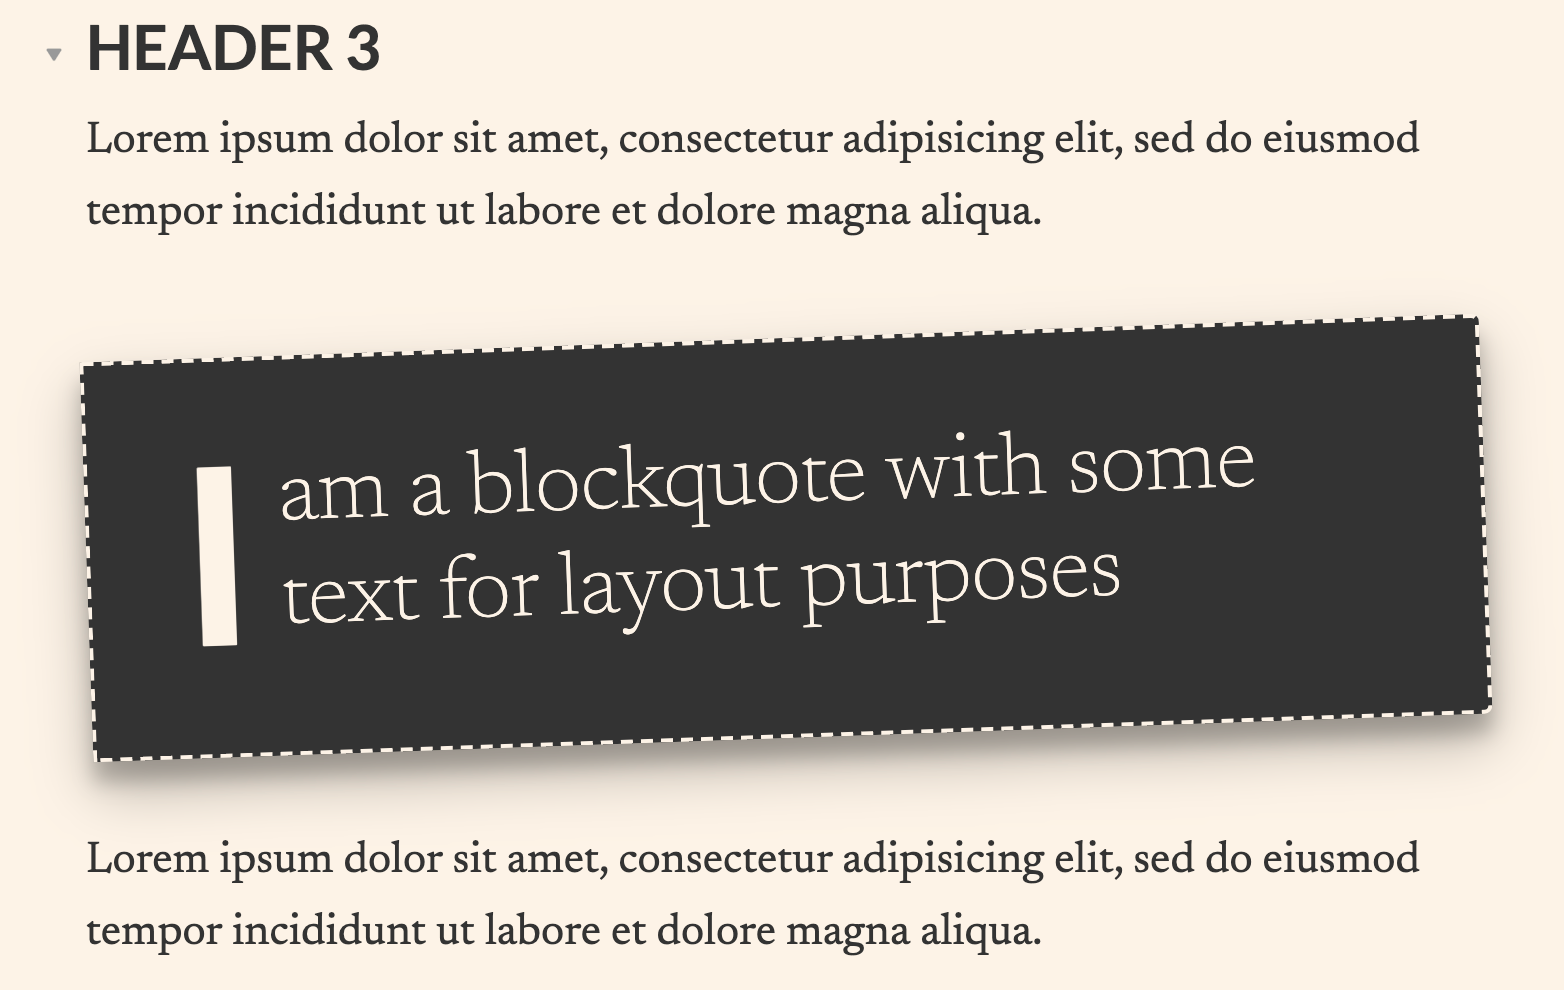 HEADER 3
Lorem ipsum dolor sit amet, consectetur adipisicing elit, sed do eiusmod
tempor incididunt ut labore et dolore magna aliqua.
I am a blockquote with some
text for layout purposes
Lorem ipsum dolor sit amet, consectetur adipisicing elit, sed do eiusmod
tempor incididunt ut labore et dolore magna aliqua.